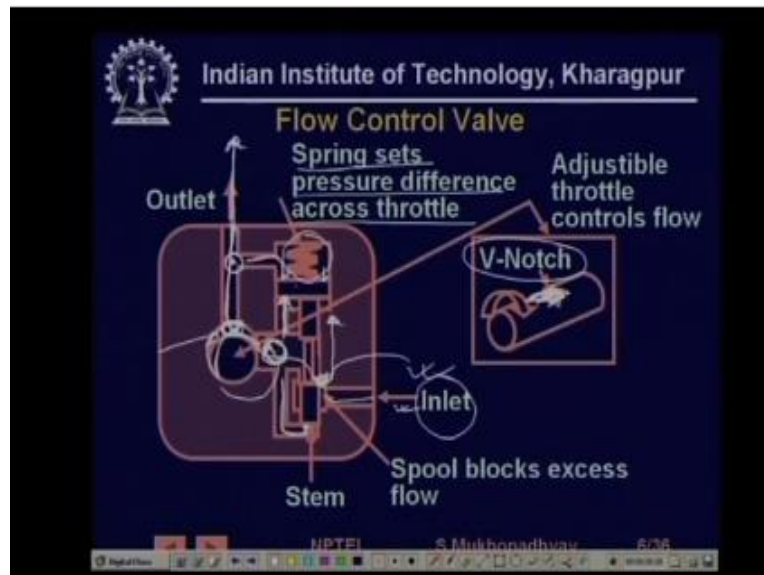 Indian Institute of Technology, Kharagpur
Flow Control Valve
Spring sets
pressure difference
across throttle
Outlet
Adjustible
throttle
controls flow
V-Notch
Inlet
Spool blocks excess
flow
Stem
NPTEL
S.Mukhopadhyay
6/36